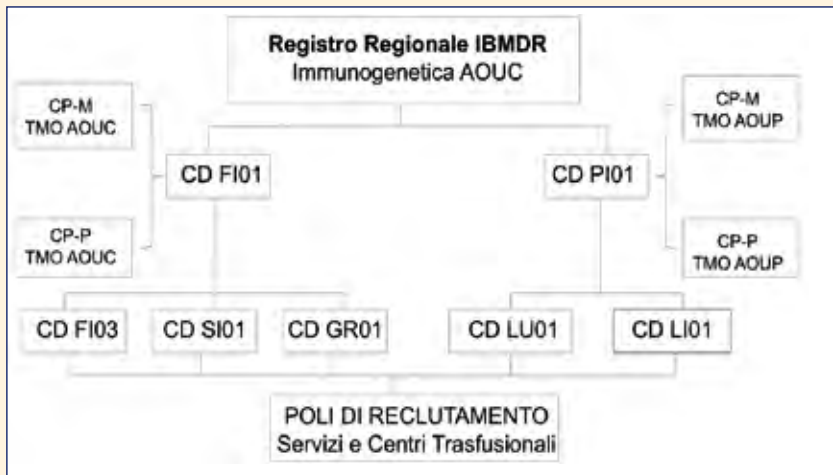 Registro Regionale IBMDR
Immunogenetica AOUC
CP-M
TMO AOUC
CP-M
TMO AOUP
CD FI01
CD PI01
CP-P
TMO AOUC
CP-P
TMO AOUP
CD FI03
CD SI01
CD GR01
CD LU01
CD LI01
POLI DI RECLUTAMENTO
Servizi e Centri Trasfusionali